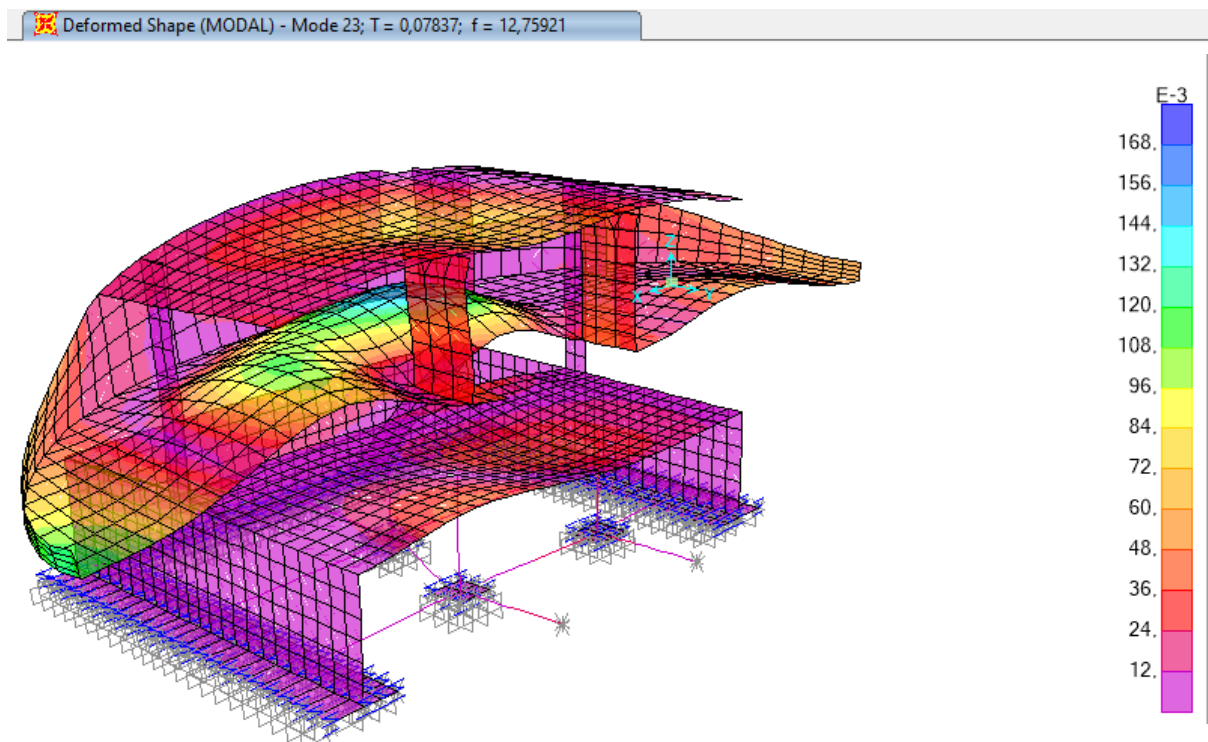 Deformed Shape (MODAL) - Mode 23; T = 0,07837; f = 12,75921
E-3
168.
156.
144.
132.
120.
108.
96.
84.
72.
60.
48.
36.
24.
12.
Z
X
Y